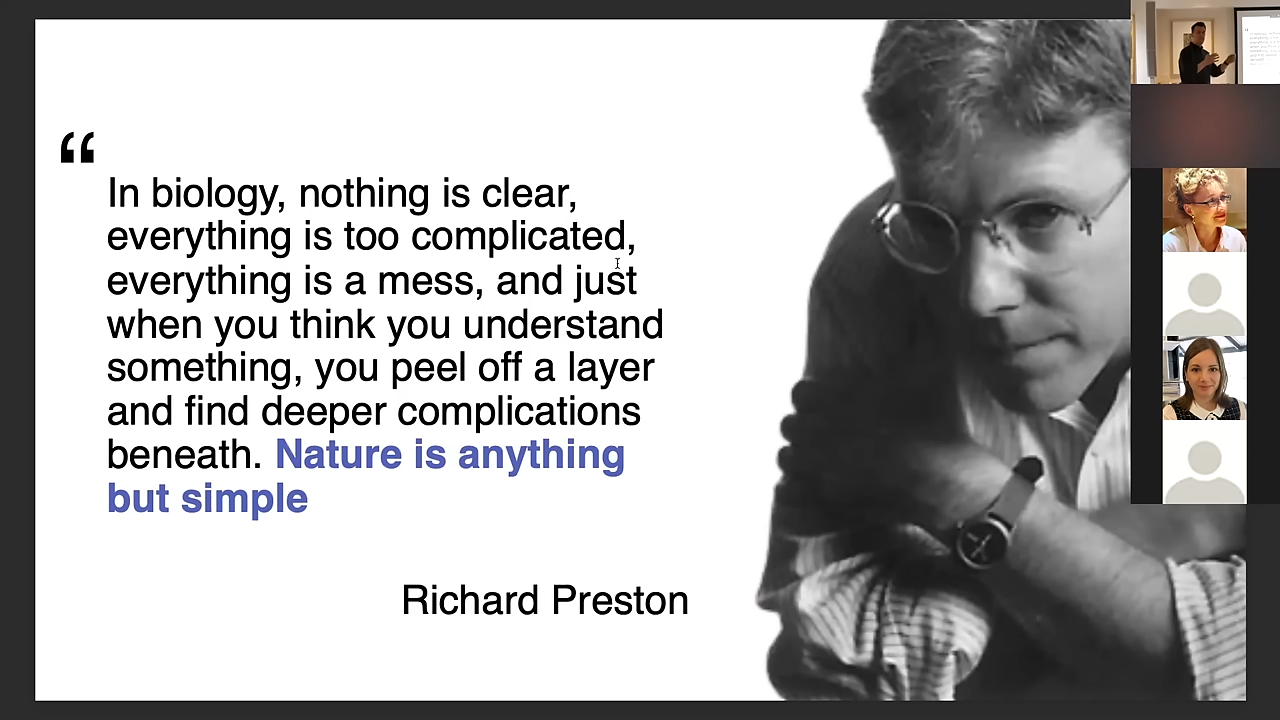 “
In biology, nothing is clear,
everything is too complicated,
everything is a mess, and just
when you think you understand
something, you peel off a layer
and find deeper complications
beneath. Nature is anything
but simple
Richard Preston